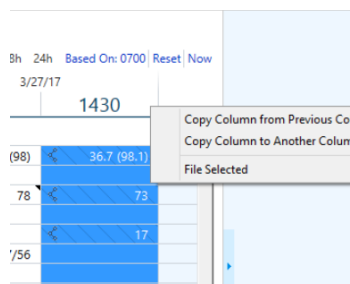 8h 24h Based On: 0700 Reset Now
3/27/17
1430
Copy Column from Previous Co
Copy Column to Another Colum
File Selected
(98) 36.7 (98.1)
78 73
17
/56